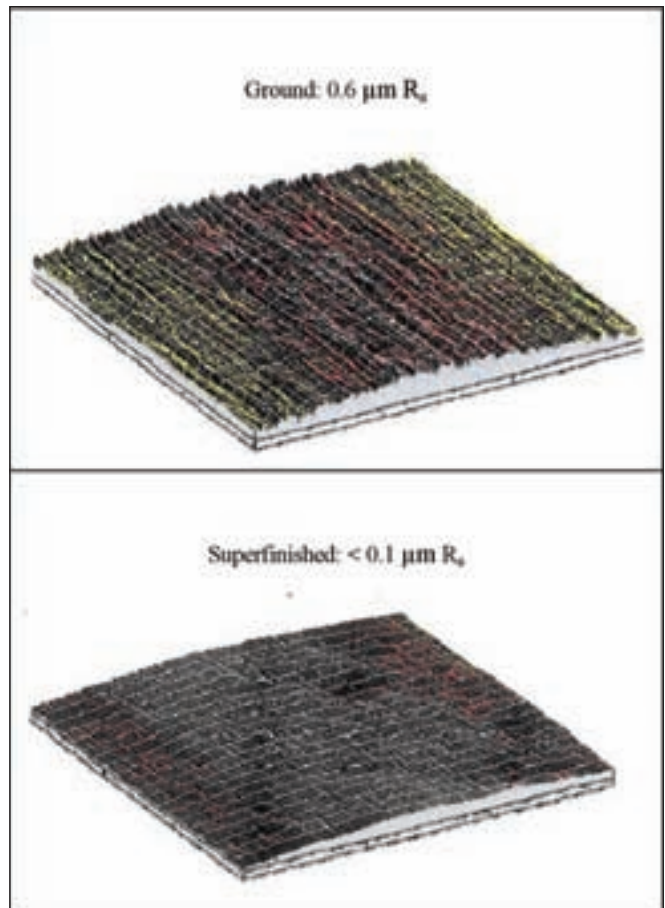 Ground: 0.6 μm Rₐ
Superfinished: < 0.1 μm Rₐ